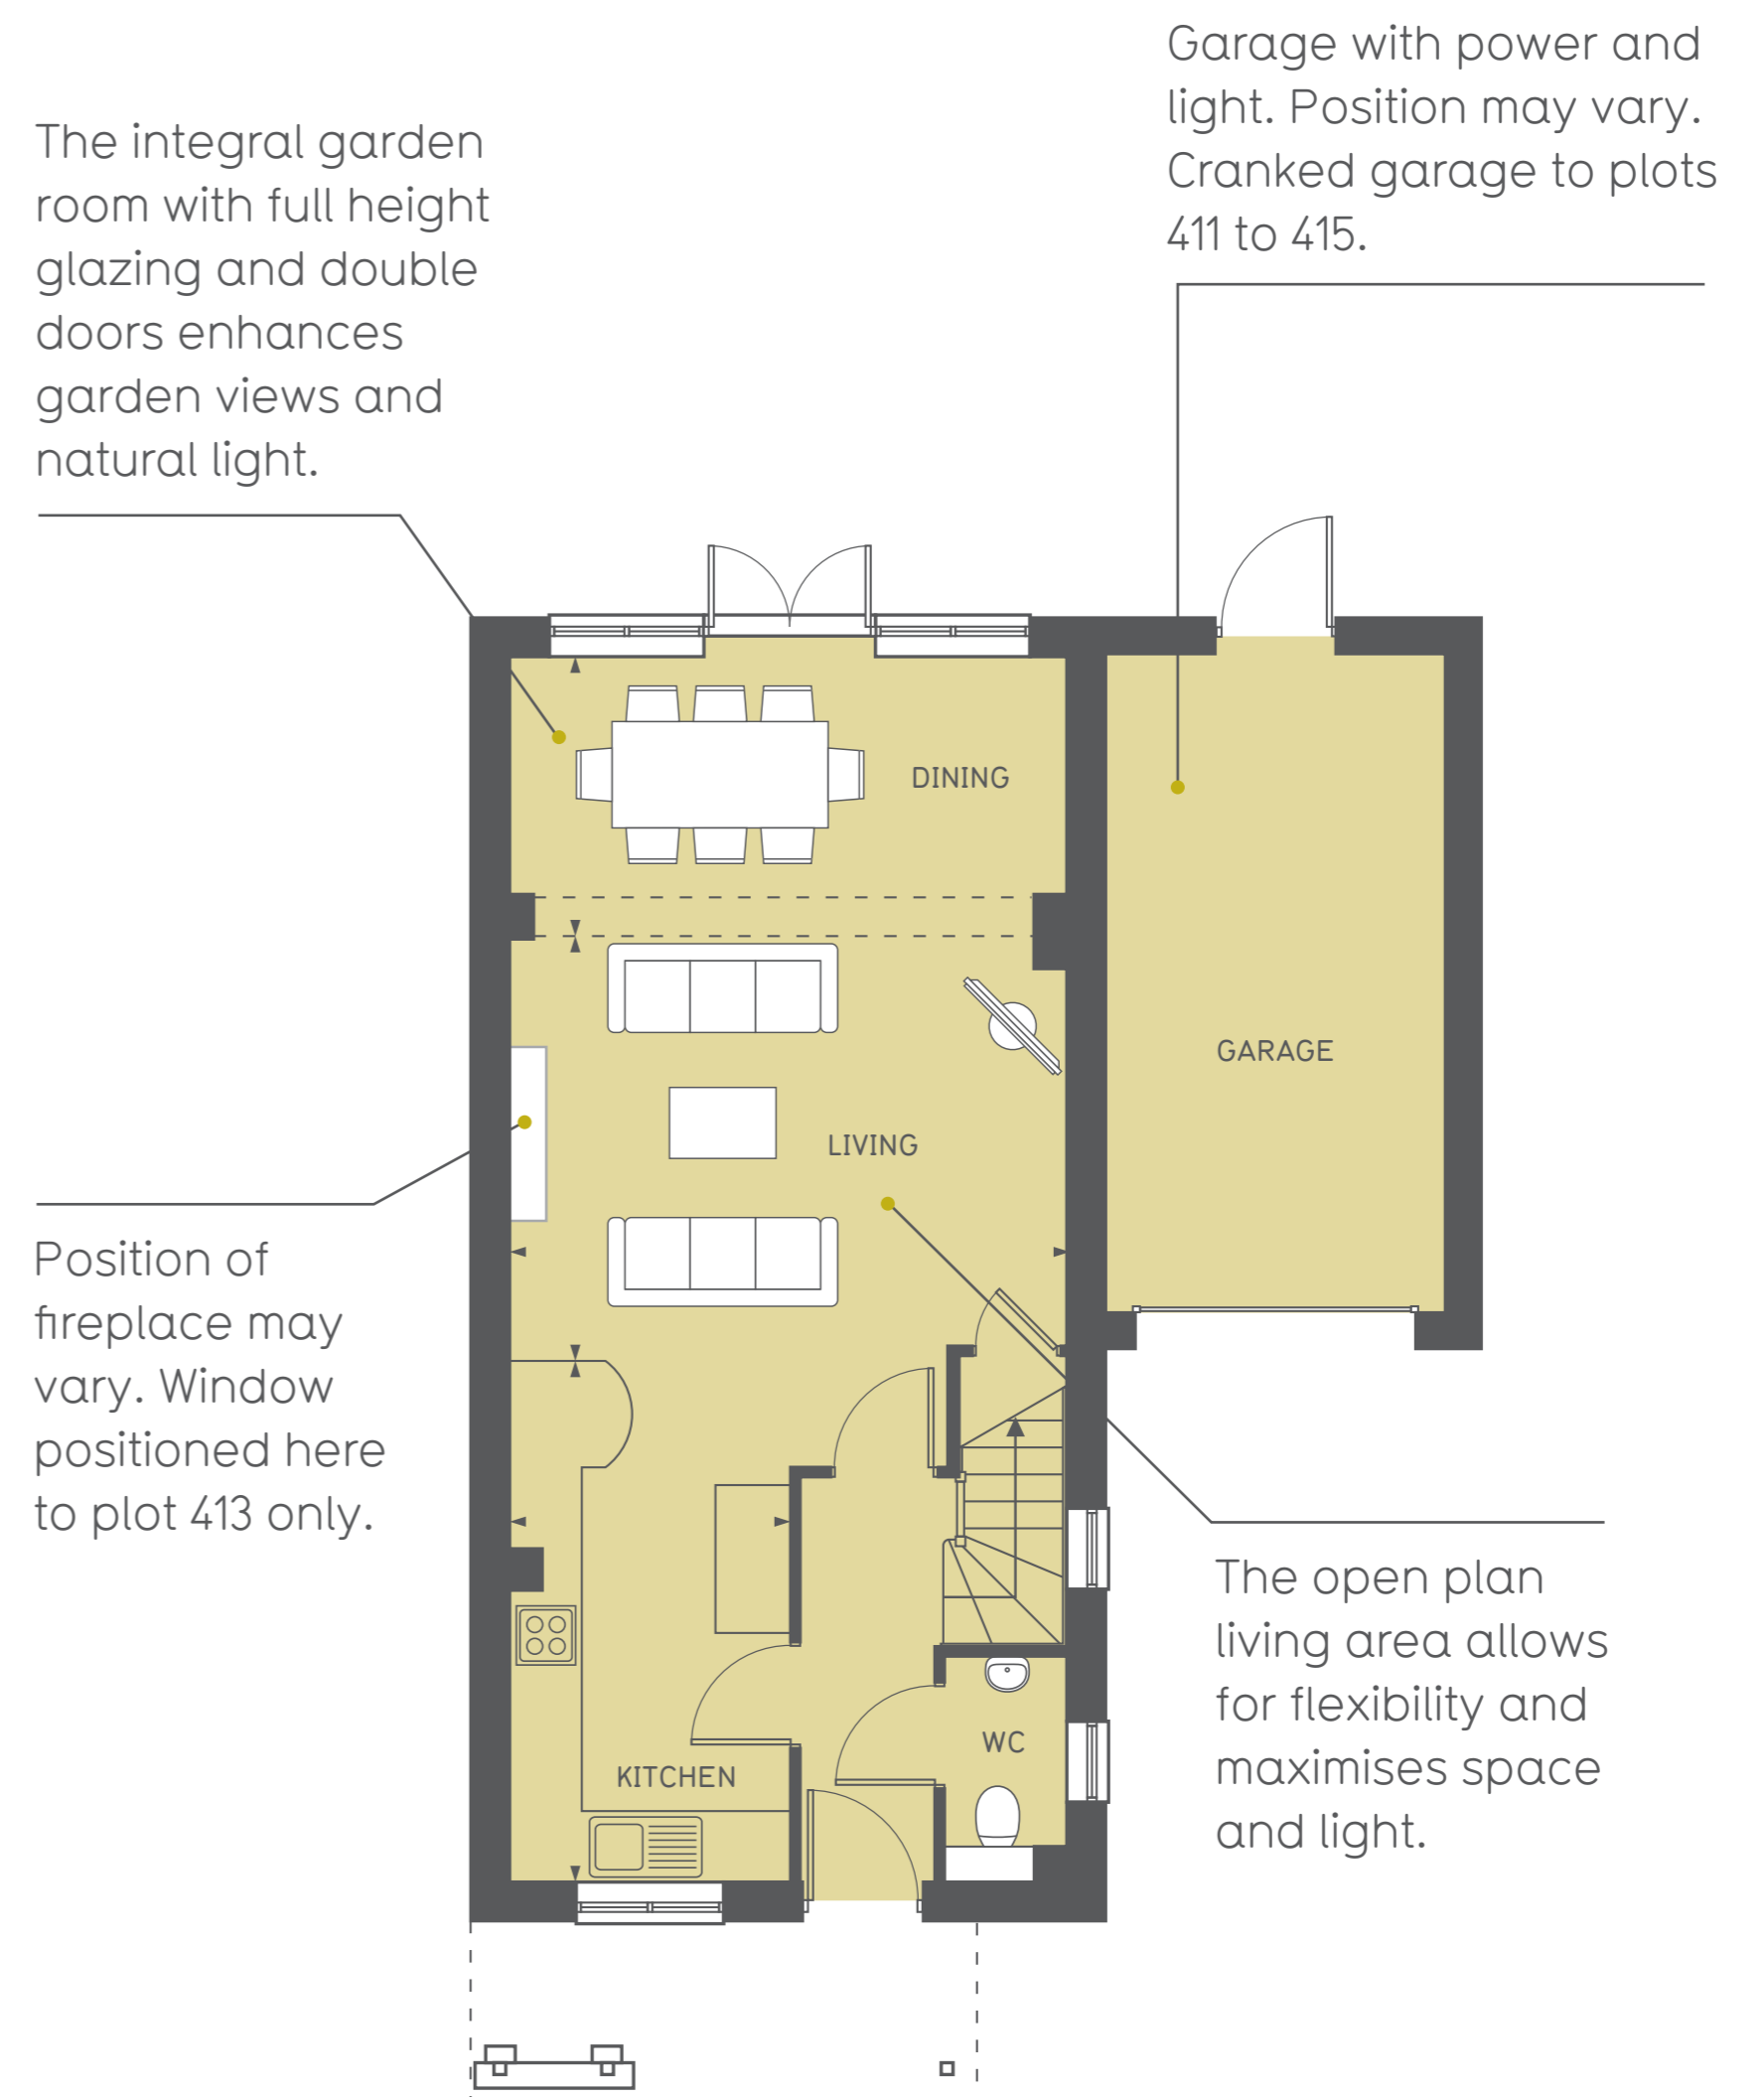 Garage with power and
light. Position may vary.
Cranked garage to plots
411 to 415.
The integral garden
room with full height
glazing and double
doors enhances
garden views and
natural light.
DINING
GARAGE
LIVING
Position of
fireplace may
vary. Window
positioned here
to plot 413 only.
The open plan
living area allows
for flexibility and
maximises space
and light.
WC
KITCHEN